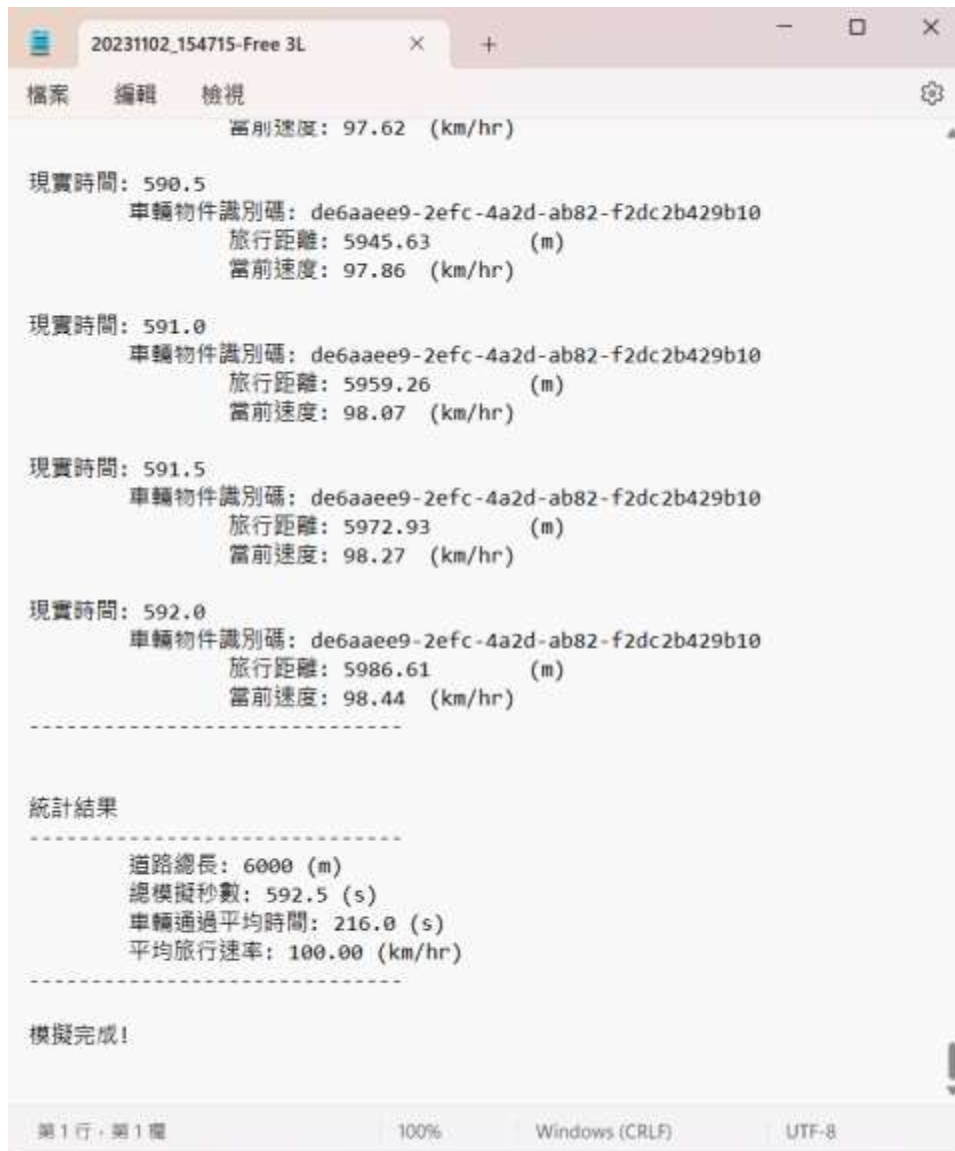 20231102_154715-Free 3L
檔案 編輯 檢視
當前速度: 97.62 (km/hr)
現實時間: 590.5
車輛物件識別碼: de6aaee9-2efc-4a2d-ab82-f2dc2b429b10
旅行距離: 5945.63 (m)
當前速度: 97.86 (km/hr)
現實時間: 591.0
車輛物件識別碼: de6aaee9-2efc-4a2d-ab82-f2dc2b429b10
旅行距離: 5959.26 (m)
當前速度: 98.07 (km/hr)
現實時間: 591.5
車輛物件識別碼: de6aaee9-2efc-4a2d-ab82-f2dc2b429b10
旅行距離: 5972.93 (m)
當前速度: 98.27 (km/hr)
現實時間: 592.0
車輛物件識別碼: de6aaee9-2efc-4a2d-ab82-f2dc2b429b10
旅行距離: 5986.61 (m)
當前速度: 98.44 (km/hr)
------------------------------
統計結果
------------------------------
道路總長: 6000 (m)
總模擬秒數: 592.5 (s)
車輛通過平均時間: 216.0 (s)
平均旅行速率: 100.00 (km/hr)
------------------------------
模擬完成!
第 1 行，第 1 欄 100% Windows (CRLF) UTF-8